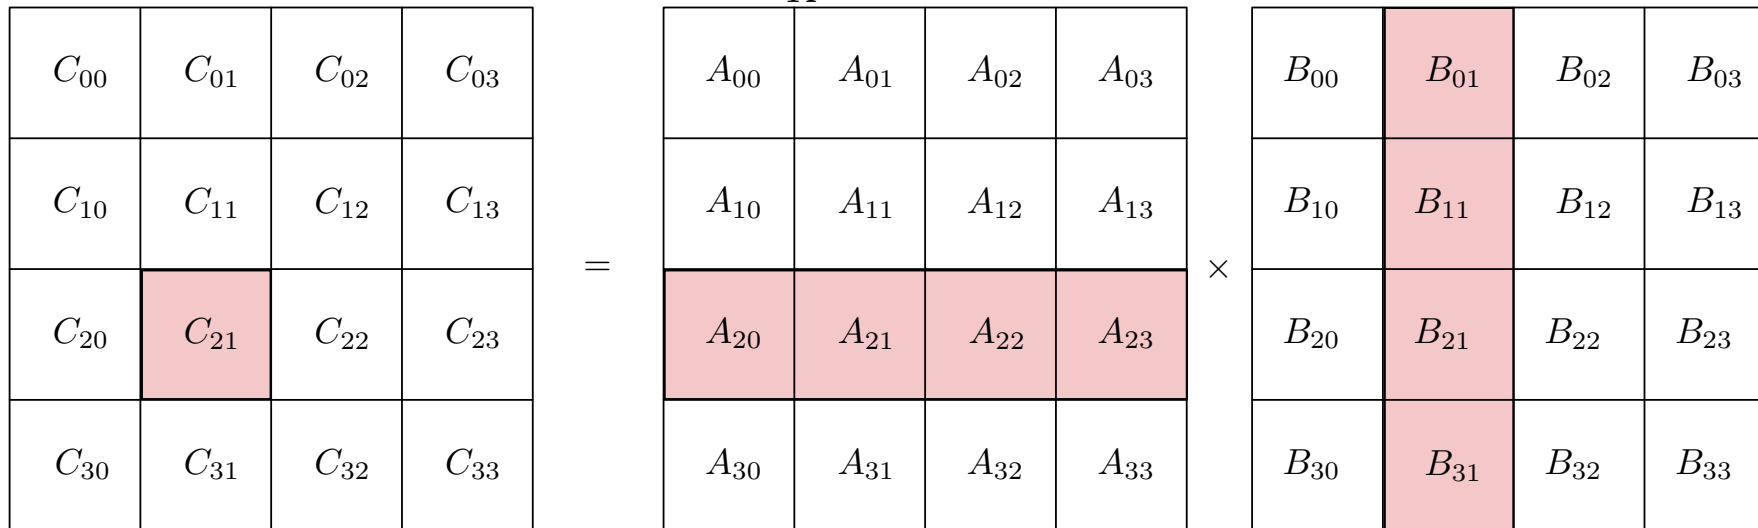 C₀₀ C₀₁ C₀₂ C₀₃ A₀₀ A₀₁ A₀₂ A₀₃ B₀₀ B₀₁ B₀₂ B₀₃
C₁₀ C₁₁ C₁₂ C₁₃ A₁₀ A₁₁ A₁₂ A₁₃ B₁₀ B₁₁ B₁₂ B₁₃
= ×
C₂₀ C₂₁ C₂₂ C₂₃ A₂₀ A₂₁ A₂₂ A₂₃ B₂₀ B₂₁ B₂₂ B₂₃
C₃₀ C₃₁ C₃₂ C₃₃ A₃₀ A₃₁ A₃₂ A₃₃ B₃₀ B₃₁ B₃₂ B₃₃